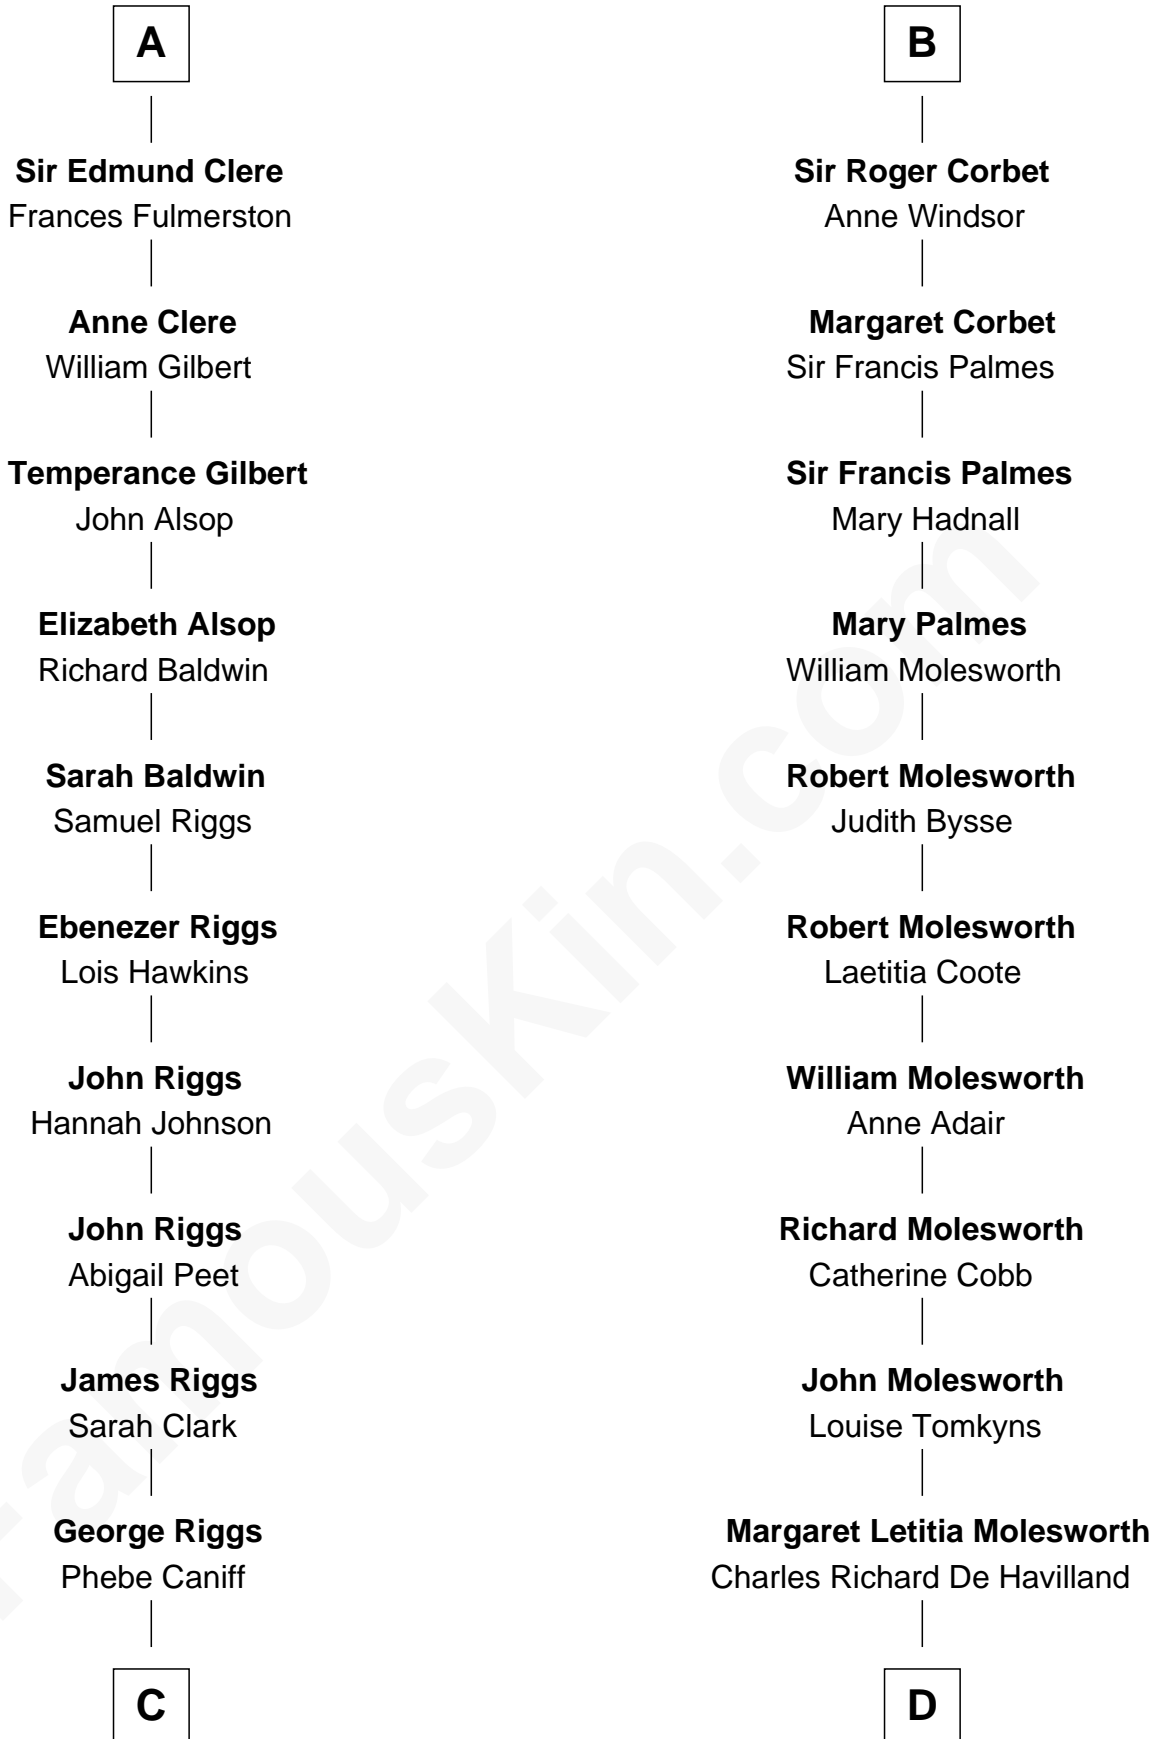 A
Sir Edmund Clere
Frances Fulmerston
Anne Clere
William Gilbert
Temperance Gilbert
John Alsop
Elizabeth Alsop
Richard Baldwin
Sarah Baldwin
Samuel Riggs
Ebenezer Riggs
Lois Hawkins
John Riggs
Hannah Johnson
John Riggs
Abigail Peet
James Riggs
Sarah Clark
George Riggs
Phebe Caniff
C
B
Sir Roger Corbet
Anne Windsor
Margaret Corbet
Sir Francis Palmes
Sir Francis Palmes
Mary Hadnall
Mary Palmes
William Molesworth
Robert Molesworth
Judith Bysse
Robert Molesworth
Laetitia Coote
William Molesworth
Anne Adair
Richard Molesworth
Catherine Cobb
John Molesworth
Louise Tomkyns
Margaret Letitia Molesworth
Charles Richard De Havilland
D
FamousKin.com